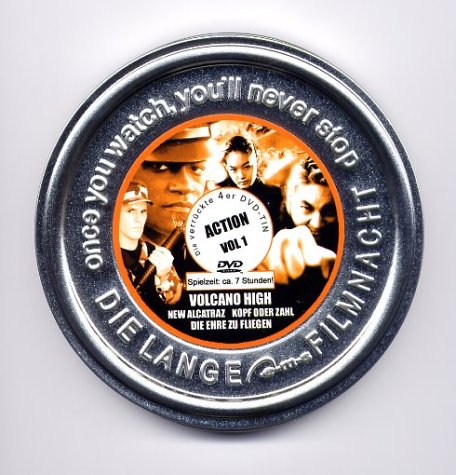 once you watch, you'll never stop
Die verrückte 4er DVD-TIN
ACTION
VOL 1
DVD
Spielzeit: ca. 7 Stunden!
VOLCANO HIGH
NEW ALCATRAZ KOPF ODER ZAHL
DIE EHRE ZU FLIEGEN
DIE LANGE e-m-s FILMNACHT